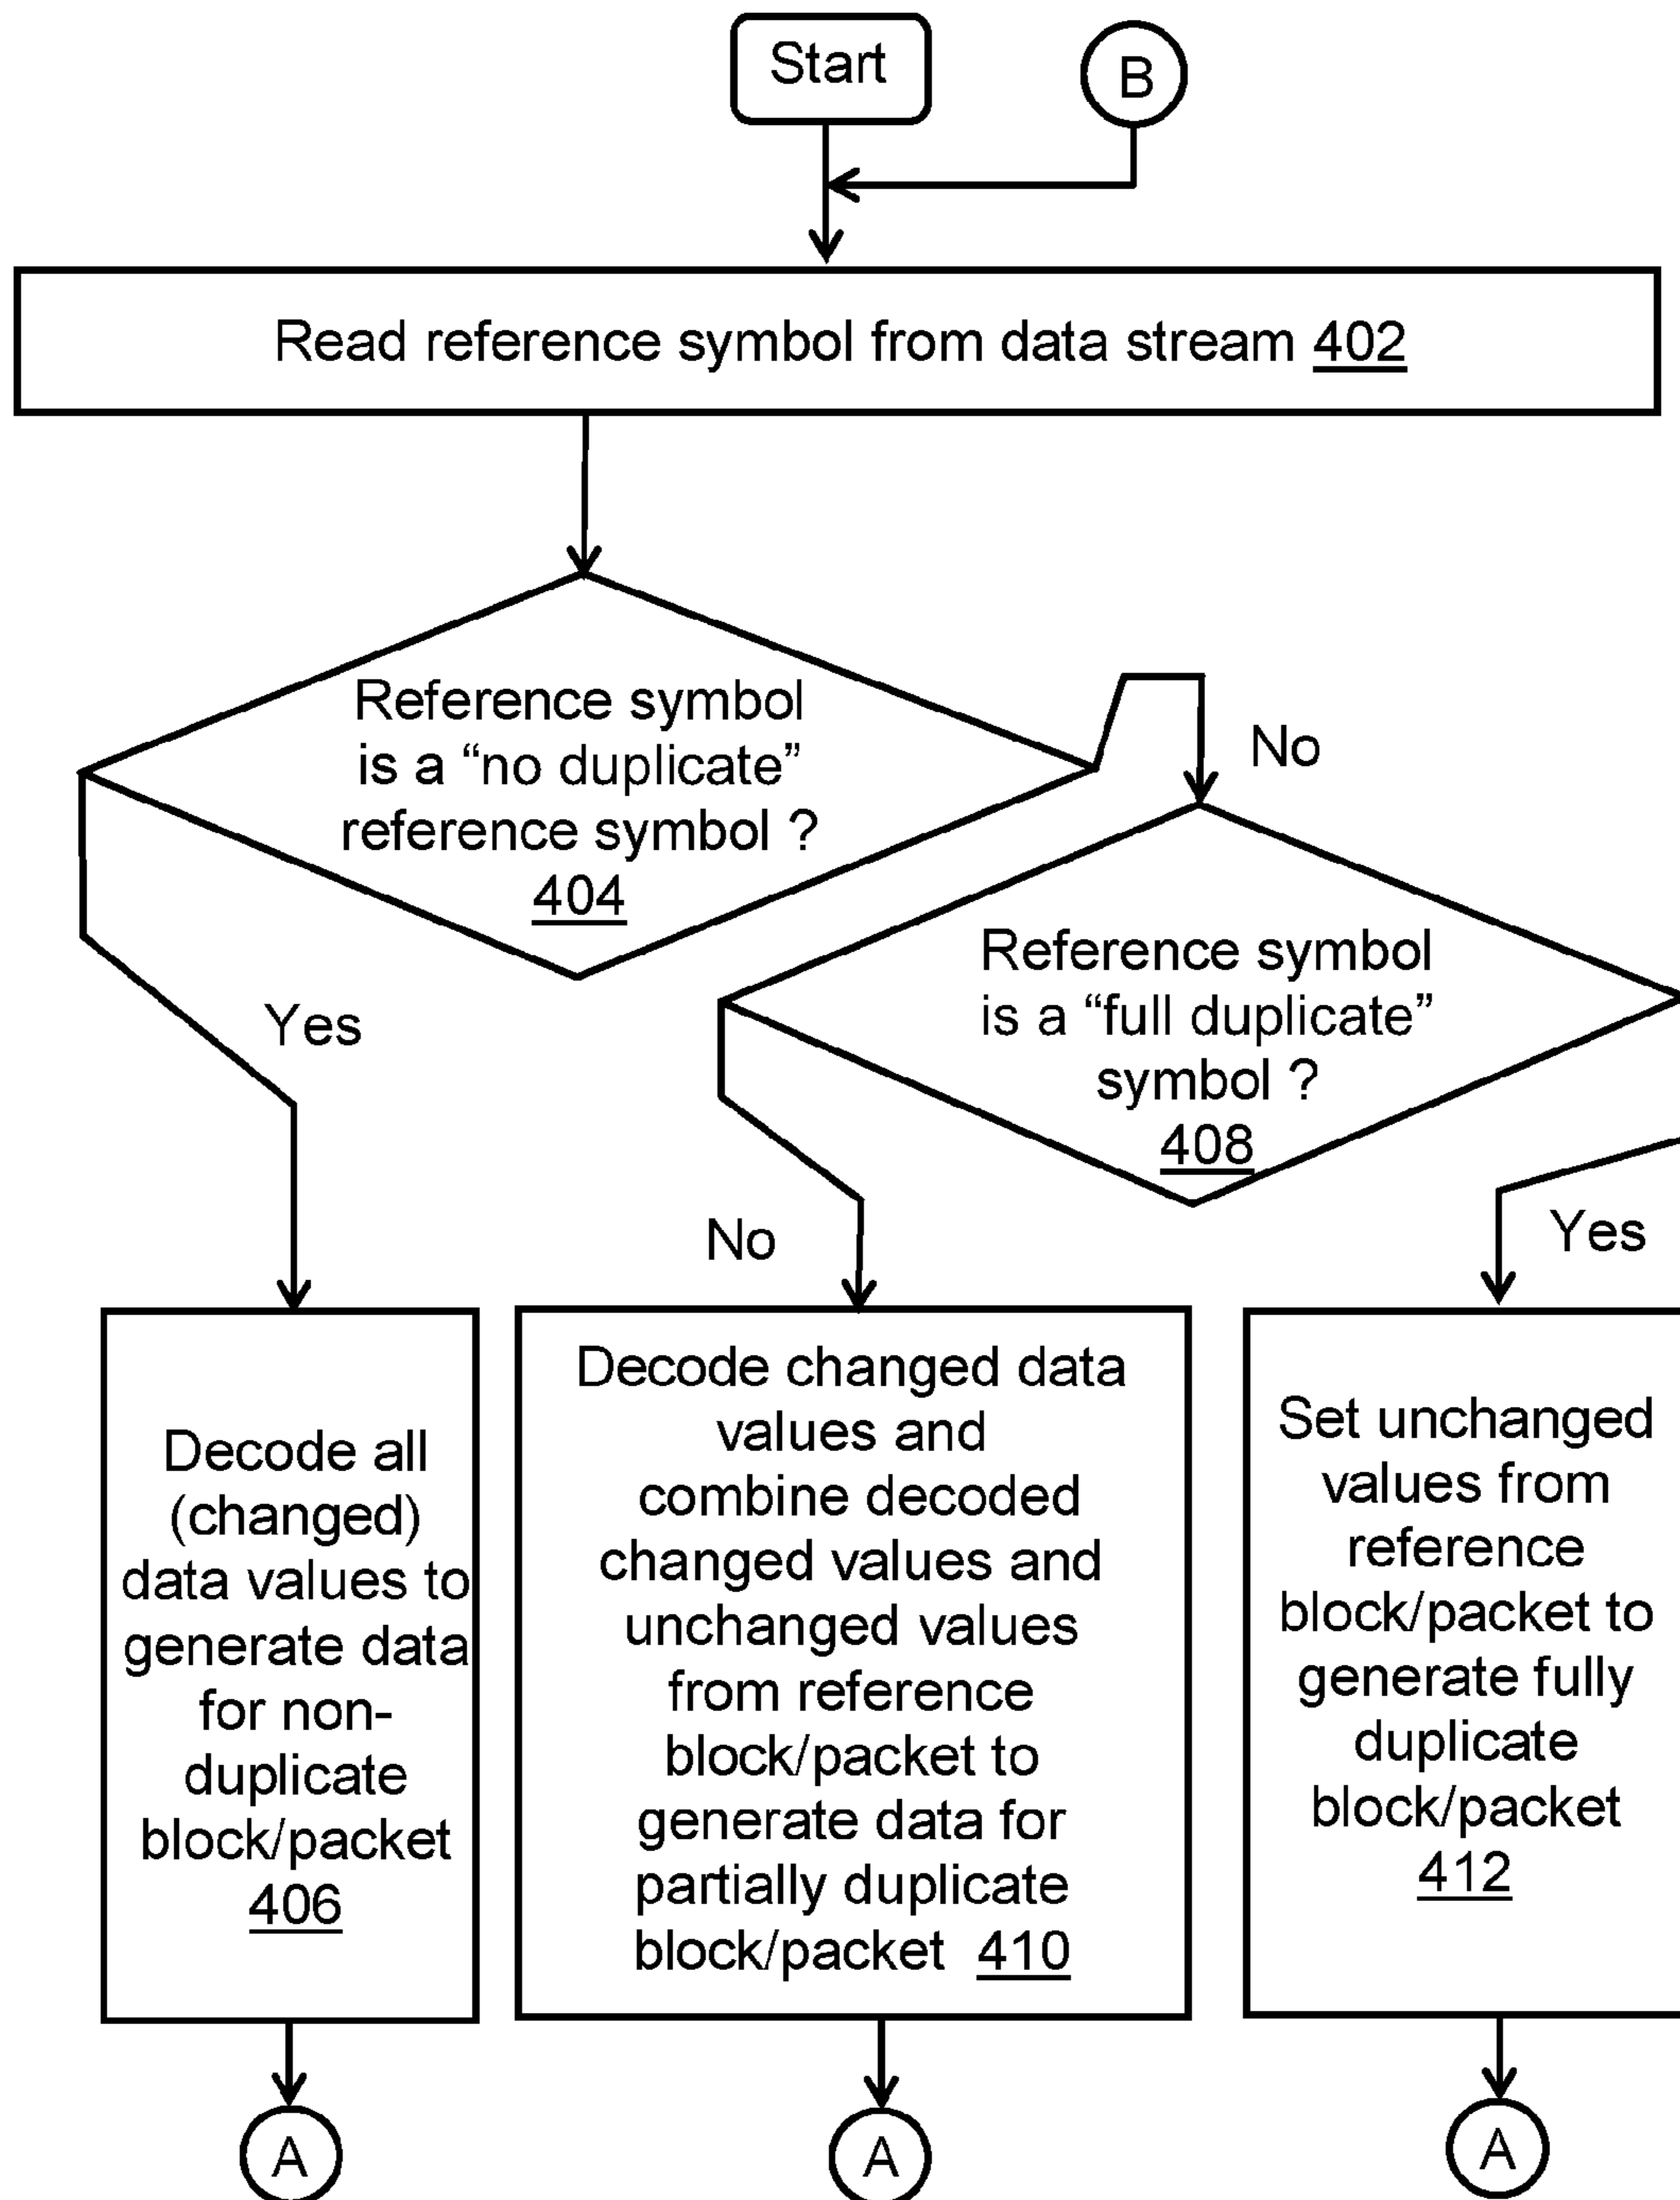 Start
B
Read reference symbol from data stream 402
Reference symbol
is a “no duplicate”
reference symbol ?
404
No
Reference symbol
is a “full duplicate”
symbol ?
408
Yes
No
Yes
Decode all
(changed)
data values to
generate data
for non-
duplicate
block/packet
406
Decode changed data
values and
combine decoded
changed values and
unchanged values
from reference
block/packet to
generate data for
partially duplicate
block/packet 410
Set unchanged
values from
reference
block/packet to
generate fully
duplicate
block/packet
412
A
A
A